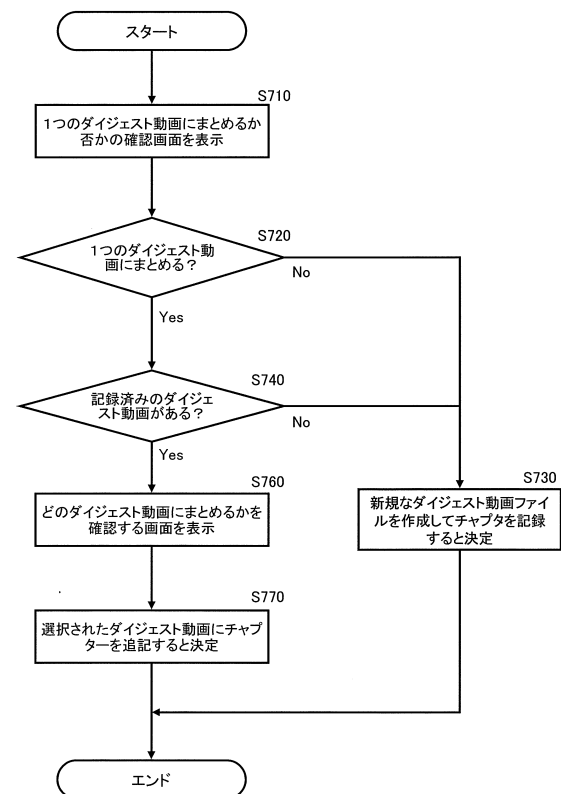 スタート
S710
１つのダイジェスト動画にまとめるか
否かの確認画面を表示
S720
１つのダイジェスト動
画にまとめる？
No
Yes
S740
記録済みのダイジェ
スト動画がある？
No
Yes
S760
どのダイジェスト動画にまとめるかを
確認する画面を表示
S730
新規なダイジェスト動画ファイ
ルを作成してチャプタを記録
すると決定
S770
選択されたダイジェスト動画にチャプ
ターを追記すると決定
エンド